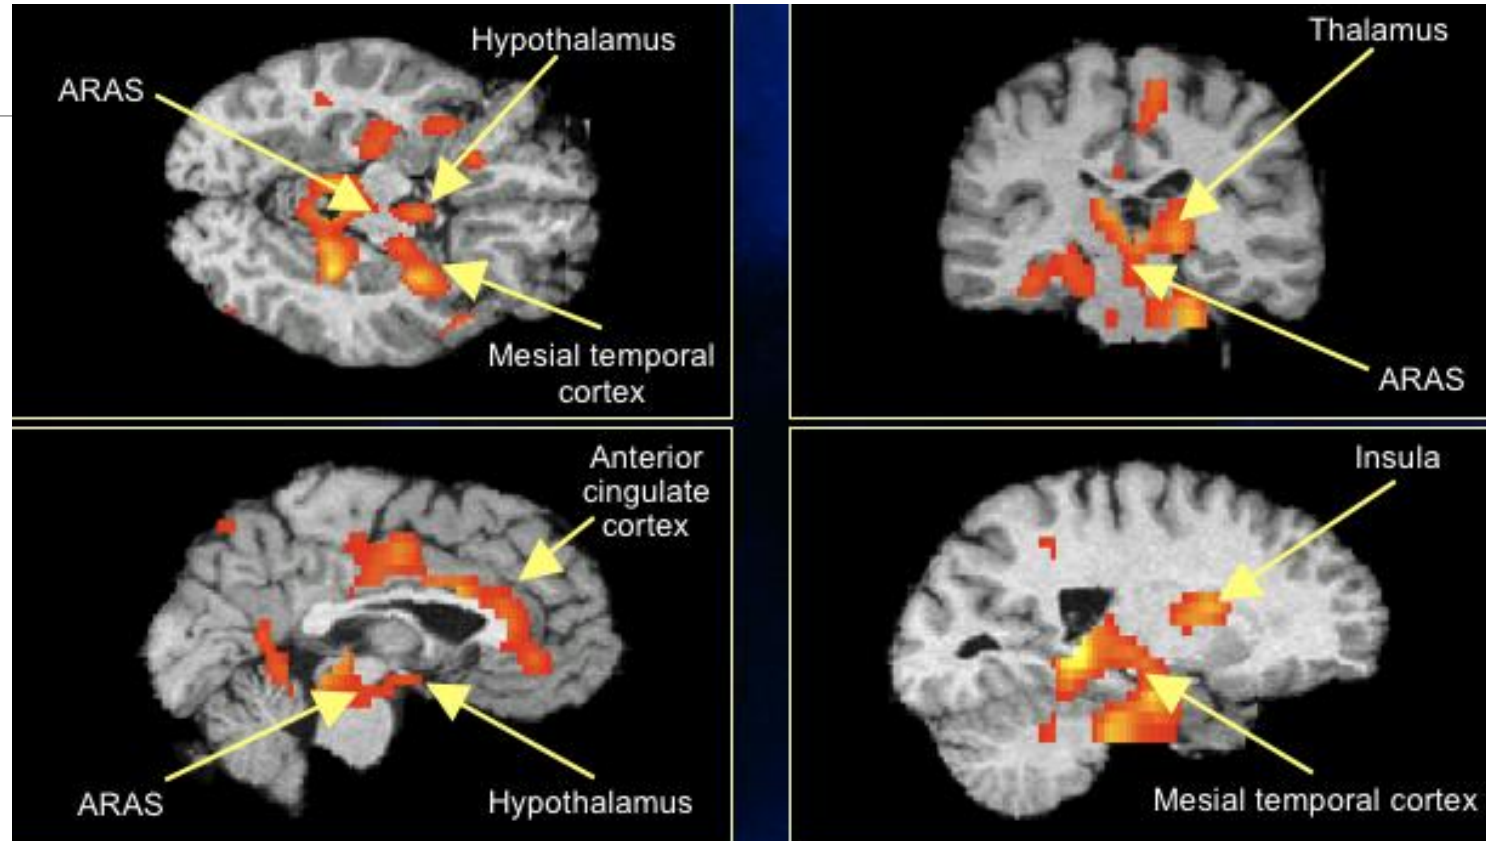 Hypothalamus
ARAS
Mesial temporal
cortex
Thalamus
ARAS
Anterior
cingulate
cortex
ARAS
Hypothalamus
Insula
Mesial temporal cortex